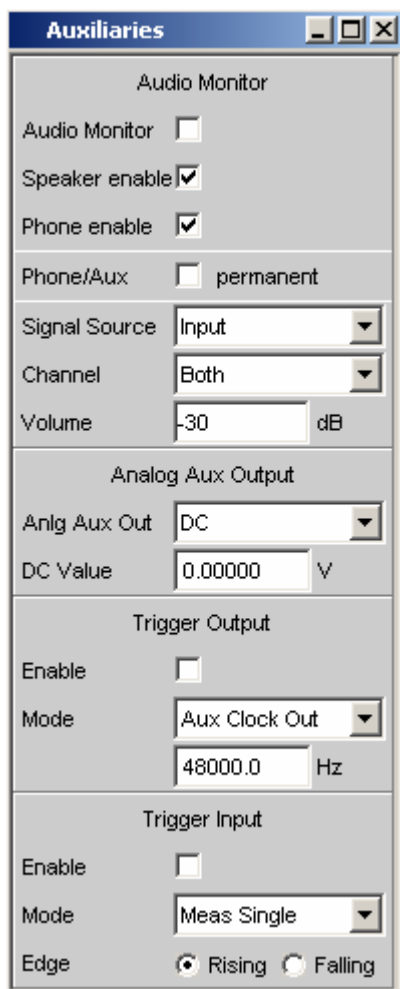 Auxiliaries
Audio Monitor
Audio Monitor
Speaker enable
Phone enable
Phone/Aux permanent
Signal Source Input
Channel Both
Volume -30 dB
Analog Aux Output
Anlg Aux Out DC
DC Value 0.00000 V
Trigger Output
Enable
Mode Aux Clock Out
48000.0 Hz
Trigger Input
Enable
Mode Meas Single
Edge Rising Falling